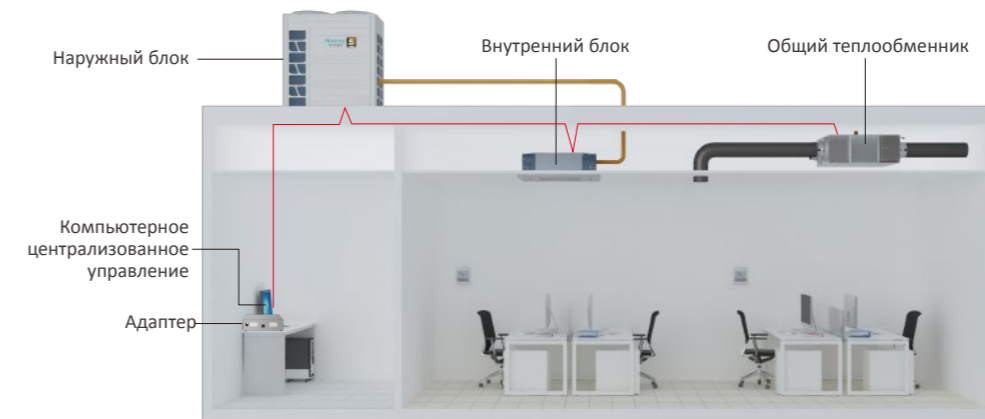 Наружный блок
Внутренний блок
Общий теплообменник
Компьютерное
централизованное
управление
Адаптер